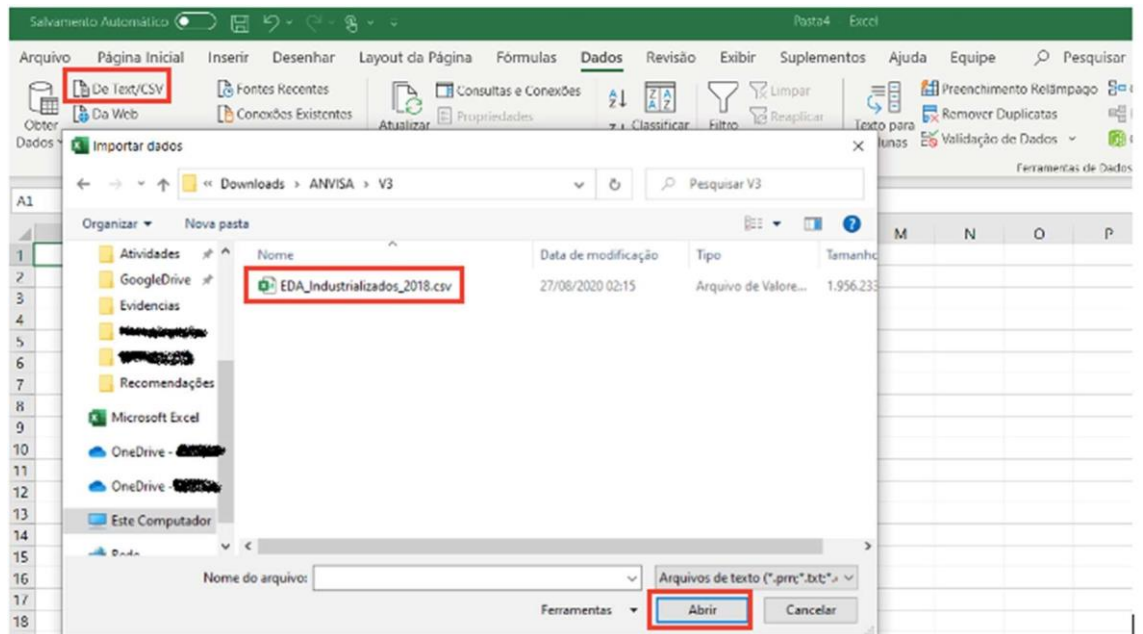 Salvamento Automático
Pasta4 Excel
Arquivo Página Inicial Inserir Desenhar Layout da Página Fórmulas Dados Revisão Exibir Suplementos Ajuda Equipe Pesquisar
De Text/CSV Fontes Recentes Consultas e Conexões Limpar Preenchimento Relâmpago
Da Web Conexões Existentes Propriedades Reaplicar Remover Duplicatas
Obter Atualizar Classificar Filtro Texto para
Dados Validação de Dados
Ferramentas de Dados
Importar dados
« Downloads > ANVISA > V3 Pesquisar V3
A1
Organizar Nova pasta
M N O P
Nome Data de modificação Tipo Tamanho
Atividades
EDA_Industrializados_2018.csv 27/08/2020 02:15 Arquivo de Valore... 1.956.233
GoogleDrive
Evidencias
Recomendações
Microsoft Excel
OneDrive -
OneDrive -
Este Computador
Rede
1
2
3
4
5
6
7
8
9
10
11
12
13
14
15
16
17
18
Nome do arquivo: Arquivos de texto (*.prn;*.txt;*.
Ferramentas Abrir Cancelar